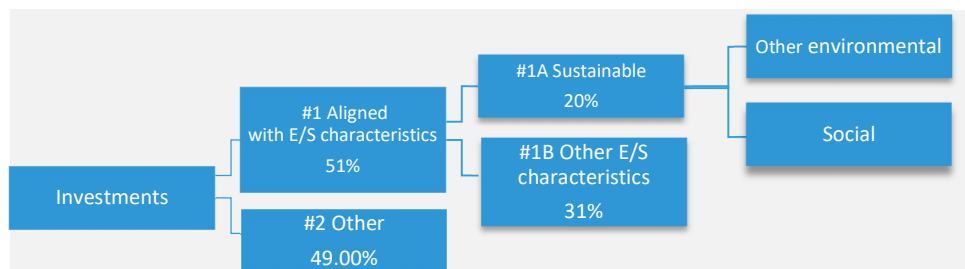 Investments
#1 Aligned
with E/S characteristics
51%
#2 Other
49.00%
#1A Sustainable
20%
#1B Other E/S
characteristics
31%
Other environmental
Social